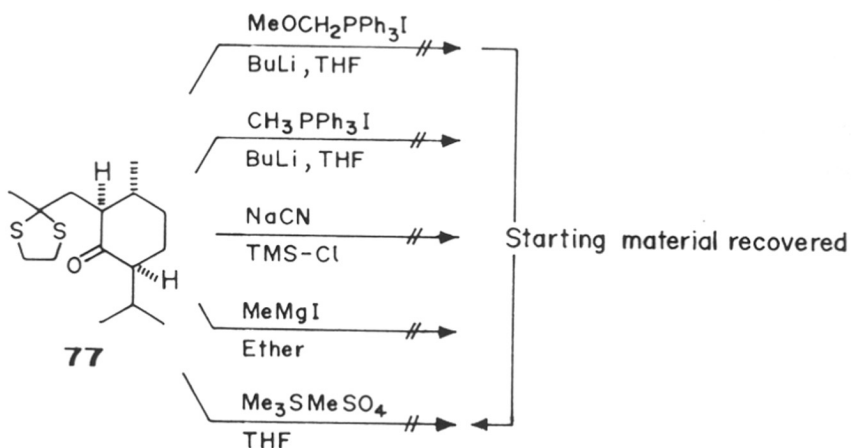 MeOCH₂PPh₃I
BuLi, THF
CH₃PPh₃I
BuLi, THF
H
S
S
O
H
NaCN
TMS-Cl
Starting material recovered
MeMgI
Ether
77
Me₃SMeSO₄
THF